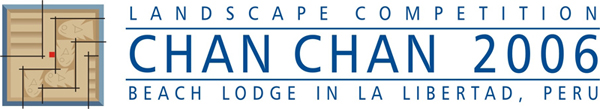 LANDSCAPE COMPETITION
CHAN CHAN 2006
BEACH LODGE IN LA LIBERTAD, PERU